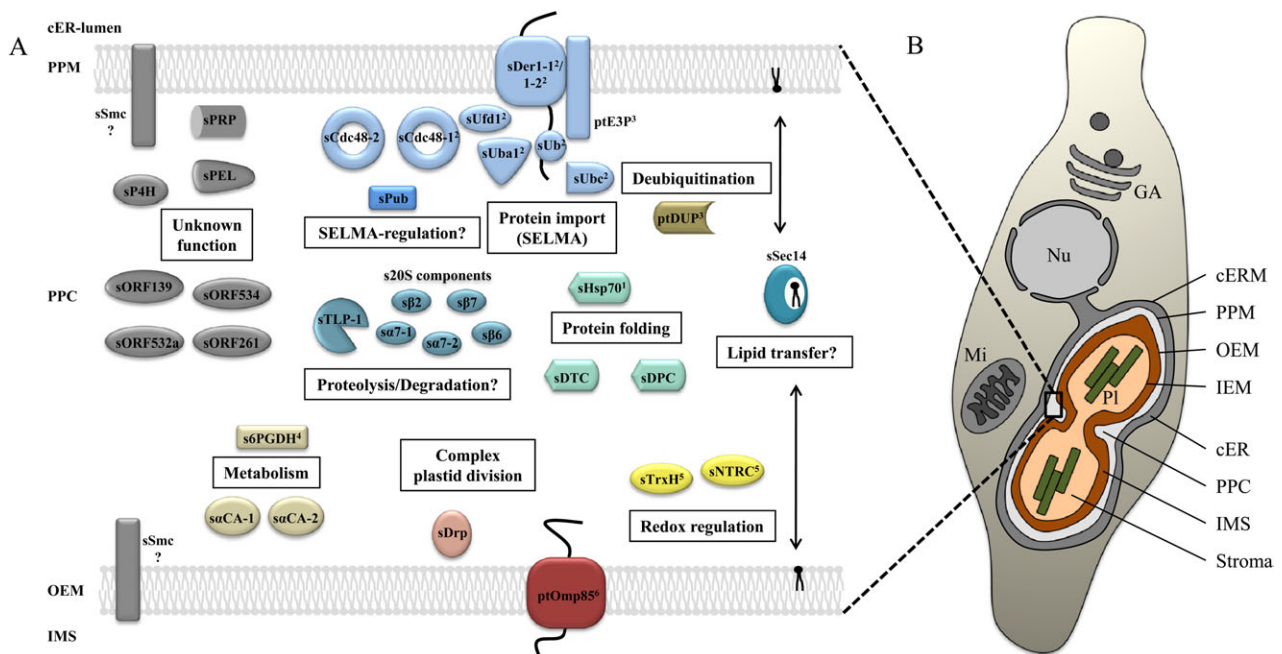 A
cER-lumen
PPM
sSmc
?
sPRP
sP4H
sPEL
Unknown
function
sCdc48-2
sCdc48-1²
sUfd1²
sUba1²
sDer1-1²/
1-2²
sUb²
ptE3P³
sUbc²
sPub
SELMA-regulation?
Protein import
(SELMA)
Deubiquitination
ptDUP³
PPC
sORF139
sORF534
sORF532a
sORF261
s20S components
sTLP-1
sβ2
sβ7
sα7-1
sα7-2
sβ6
Proteolysis/Degradation?
sHsp70¹
Protein folding
sDTC
sDPC
sSec14
Lipid transfer?
s6PGDH⁴
Metabolism
sαCA-1
sαCA-2
Complex
plastid division
sDrp
sTrxH⁵
sNTRC⁵
Redox regulation
sSmc
?
OEM
ptOmp85⁶
IMS
B
GA
Nu
Mi
Pl
cERM
PPM
OEM
IEM
cER
PPC
IMS
Stroma